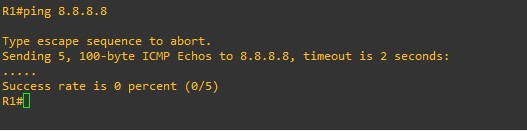 R1#ping 8.8.8.8
Type escape sequence to abort.
Sending 5, 100-byte ICMP Echos to 8.8.8.8, timeout is 2 seconds:
.....
Success rate is 0 percent (0/5)
R1#